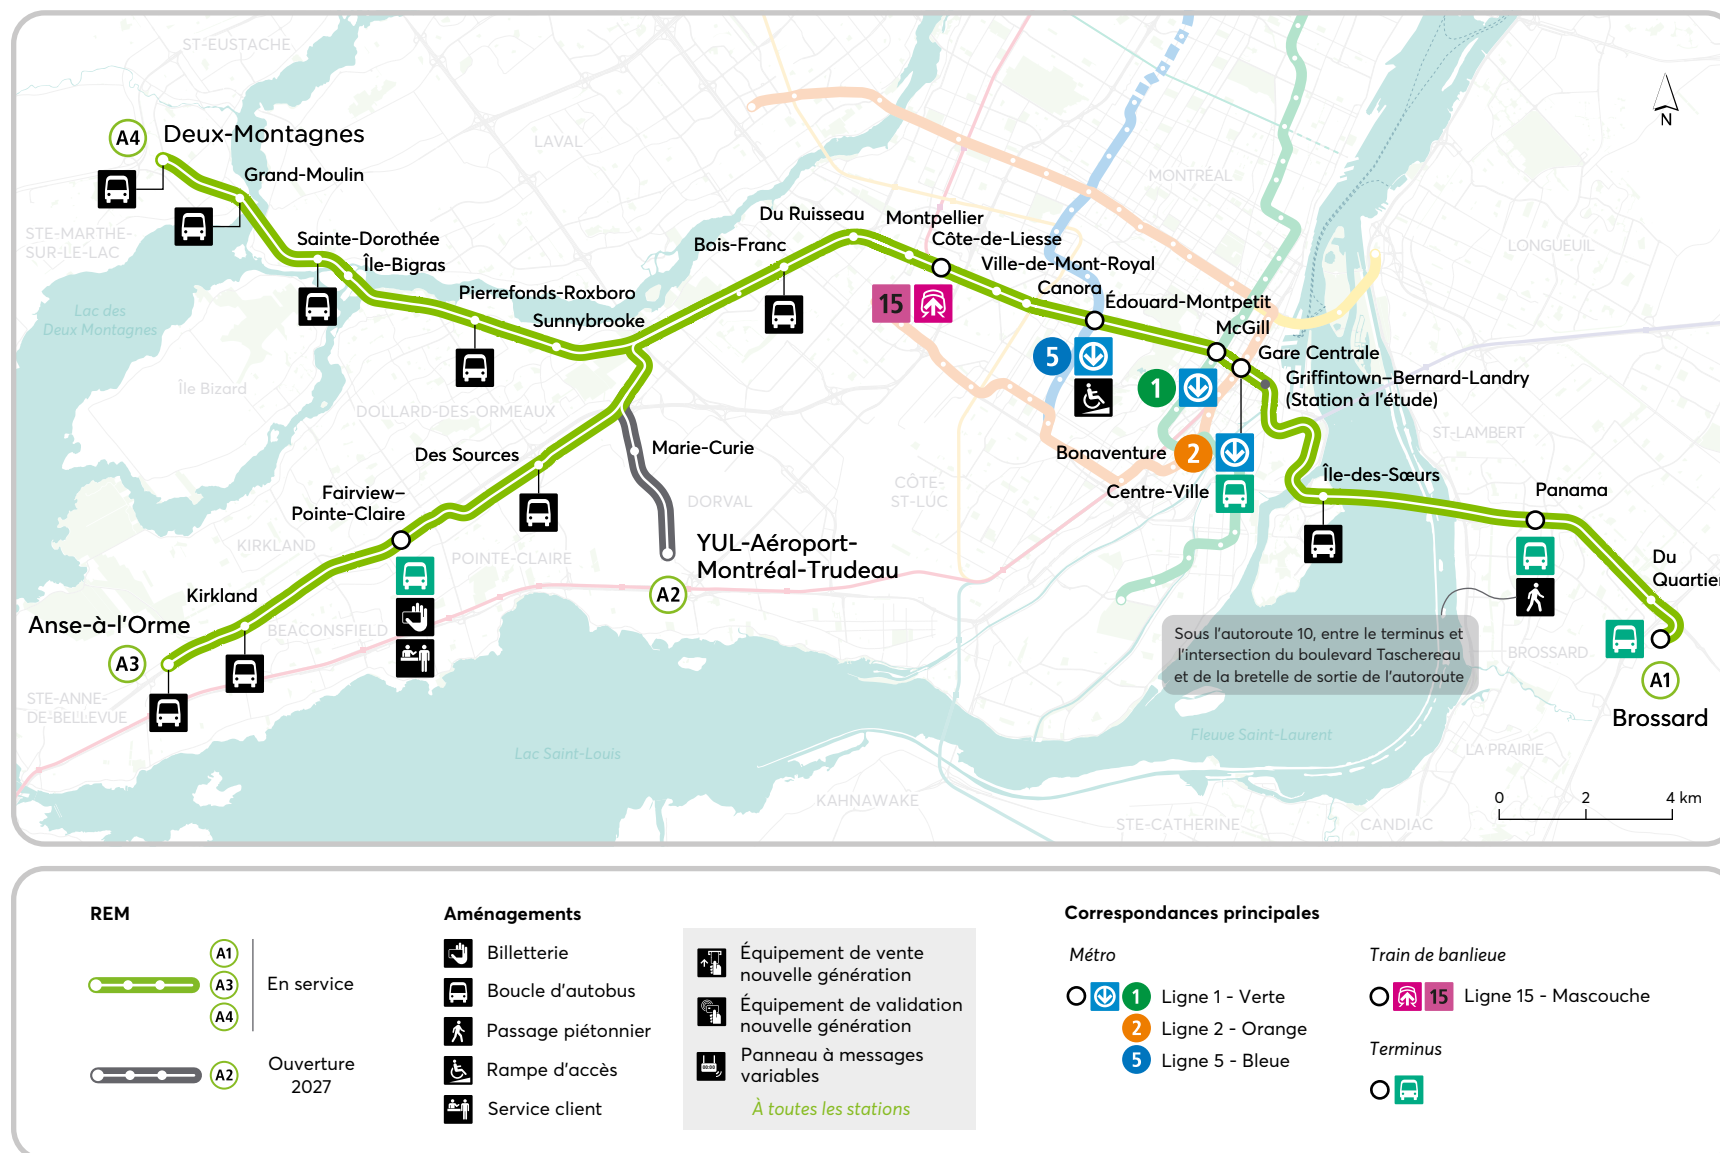 ST-EUSTACHE
A4
Deux-Montagnes
Grand-Moulin
LAVAL
MONTRÉAL
N
STE-MARTHE-
SUR-LE-LAC
Sainte-Dorothée
Île-Bigras
Du Ruisseau
Montpellier
Bois-Franc
Côte-de-Liesse
Ville-de-Mont-Royal
LONGUEUIL
Lac des
Deux Montagnes
Pierrefonds-Roxboro
Sunnybrooke
15
Canora
Édouard-Montpetit
McGill
5
Gare Centrale
Île Bizard
1
Griffintown–Bernard-Landry
(Station à l'étude)
DOLLARD-DES-ORMEAUX
ST-LAMBERT
Des Sources
Marie-Curie
Bonaventure
2
Île-des-Sœurs
Fairview–
Pointe-Claire
DORVAL
CÔTE-
ST-LUC
Centre-Ville
Panama
KIRKLAND
POINTE-CLAIRE
YUL-Aéroport-
Montréal-Trudeau
A2
Du
Quartier
Kirkland
Anse-à-l'Orme
BEACONSFIELD
A3
Sous l'autoroute 10, entre le terminus et
l'intersection du boulevard Taschereau
et de la bretelle de sortie de l'autoroute
BROSSARD
A1
Brossard
STE-ANNE-
DE-BELLEVUE
Lac Saint-Louis
Fleuve Saint-Laurent
LA PRAIRIE
KAHNAWAKE
STE-CATHERINE
CANDIAC
0 2 4 km
REM
A1
A3
A4
En service
A2
Ouverture
2027
Aménagements
Billetterie
Boucle d'autobus
Passage piétonnier
Rampe d'accès
Service client
Équipement de vente
nouvelle génération
Équipement de validation
nouvelle génération
Panneau à messages
variables
À toutes les stations
Correspondances principales
Métro
1 Ligne 1 - Verte
2 Ligne 2 - Orange
5 Ligne 5 - Bleue
Train de banlieue
15 Ligne 15 - Mascouche
Terminus